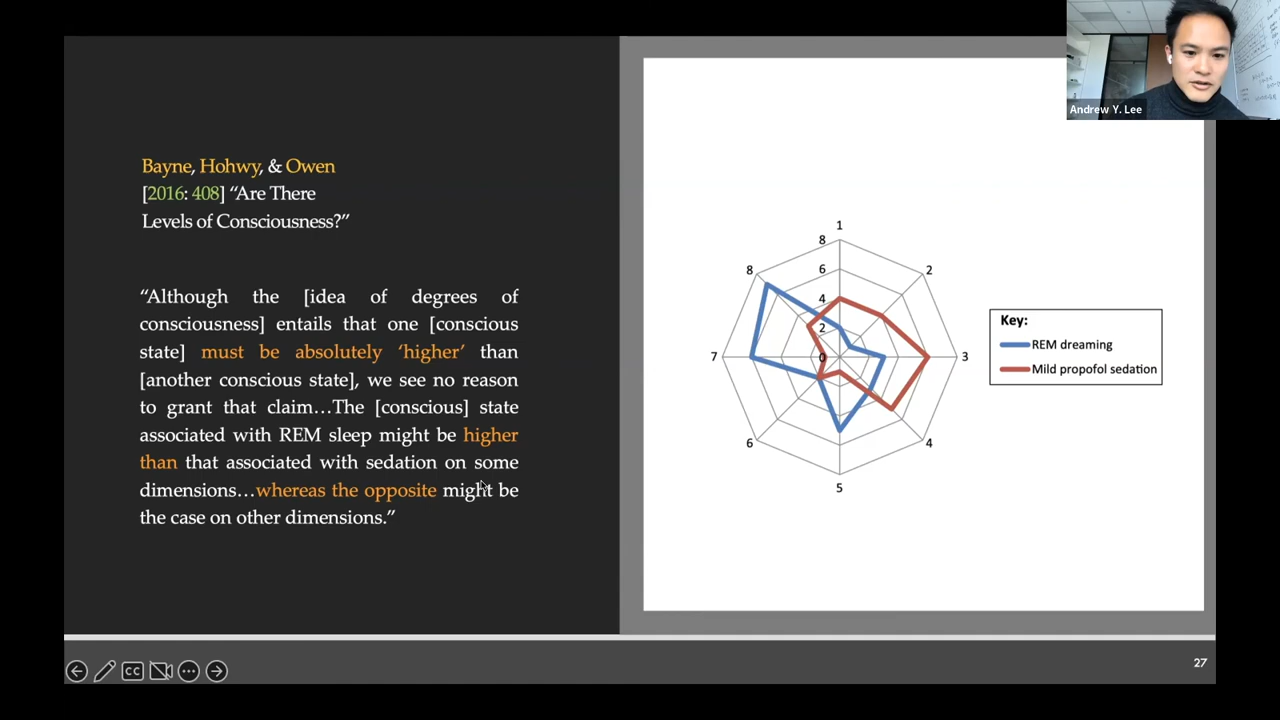 Bayne, Hohwy, & Owen
[2016: 408] “Are There
Levels of Consciousness?”
“Although the [idea of degrees of
consciousness] entails that one [conscious
state] must be absolutely ‘higher’ than
[another conscious state], we see no reason
to grant that claim…The [conscious] state
associated with REM sleep might be higher
than that associated with sedation on some
dimensions…whereas the opposite might be
the case on other dimensions.”
1
2
3
4
5
6
7
8
8
6
4
2
0
Key:
REM dreaming
Mild propofol sedation
Andrew Y. Lee
CC
27